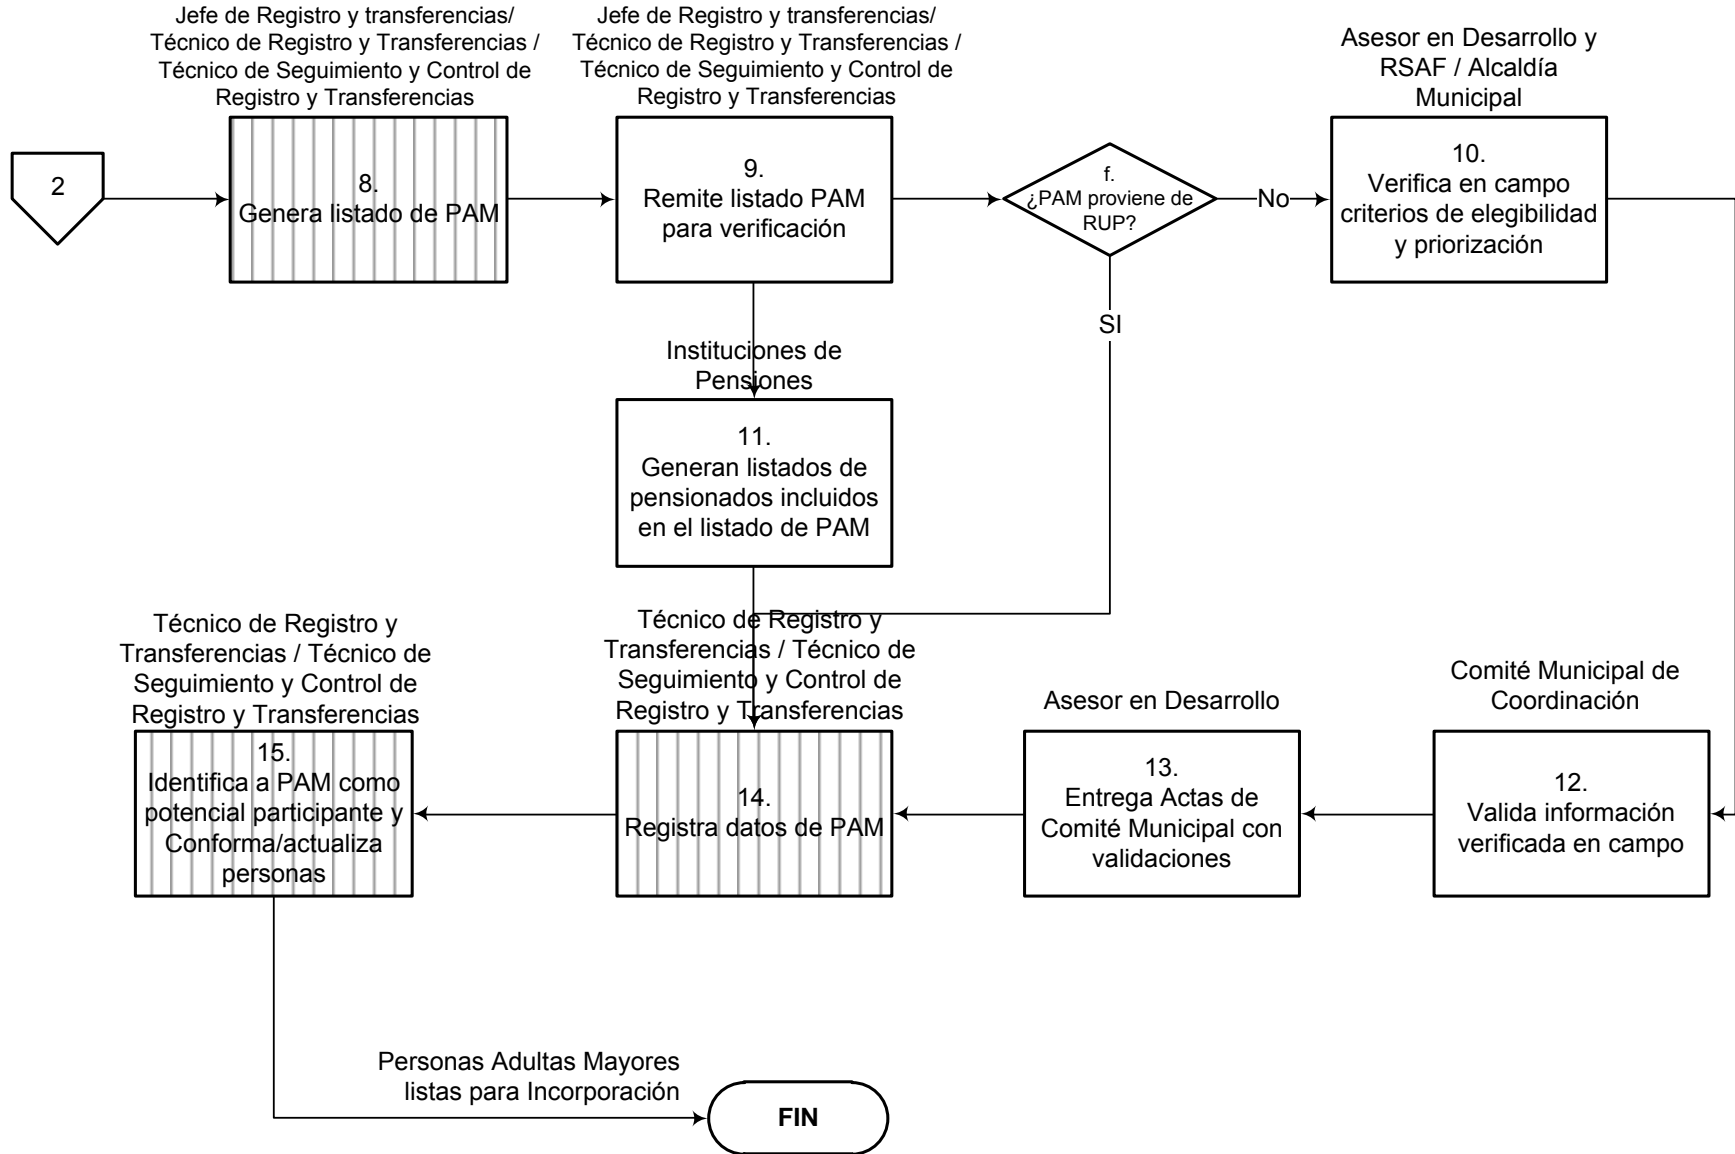 Jefe de Registro y transferencias/
Técnico de Registro y Transferencias /
Técnico de Seguimiento y Control de
Registro y Transferencias
Jefe de Registro y transferencias/
Técnico de Registro y Transferencias /
Técnico de Seguimiento y Control de
Registro y Transferencias
Asesor en Desarrollo y
RSAF / Alcaldía
Municipal
2
8.
Genera listado de PAM
9.
Remite listado PAM
para verificación
f.
¿PAM proviene de
RUP?
No
10.
Verifica en campo
criterios de elegibilidad
y priorización
SI
Instituciones de
Pensiones
11.
Generan listados de
pensionados incluidos
en el listado de PAM
Técnico de Registro y
Transferencias / Técnico de
Seguimiento y Control de
Registro y Transferencias
Técnico de Registro y
Transferencias / Técnico de
Seguimiento y Control de
Registro y Transferencias
Asesor en Desarrollo
Comité Municipal de
Coordinación
15.
Identifica a PAM como
potencial participante y
Conforma/actualiza
personas
14.
Registra datos de PAM
13.
Entrega Actas de
Comité Municipal con
validaciones
12.
Valida información
verificada en campo
Personas Adultas Mayores
listas para Incorporación
FIN